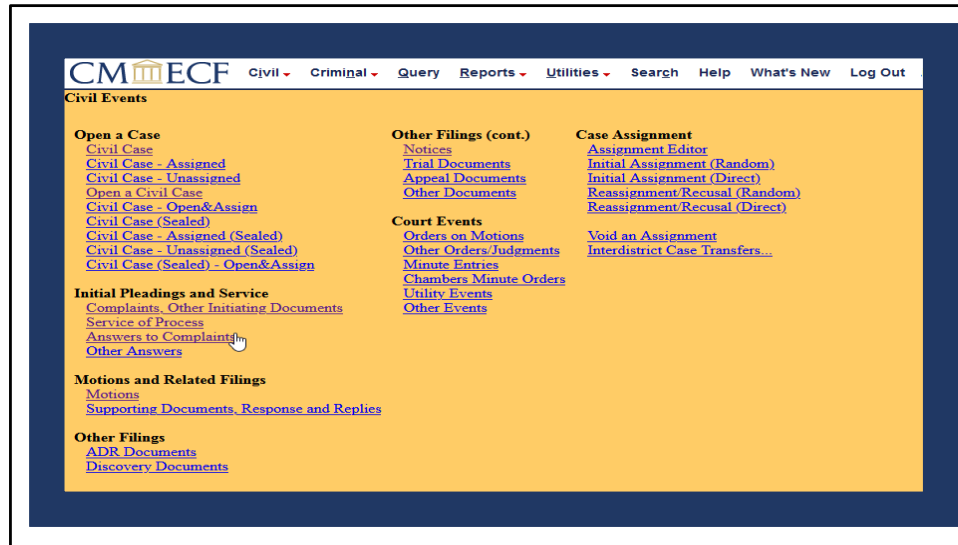 CM ECF Civil Criminal Query Reports Utilities Search Help What's New Log Out
Civil Events
Open a Case
Civil Case
Civil Case - Assigned
Civil Case - Unassigned
Open a Civil Case
Civil Case - Open&Assign
Civil Case (Sealed)
Civil Case - Assigned (Sealed)
Civil Case - Unassigned (Sealed)
Civil Case (Sealed) - Open&Assign
Initial Pleadings and Service
Complaints, Other Initiating Documents
Service of Process
Answers to Complaints
Other Answers
Motions and Related Filings
Motions
Supporting Documents, Response and Replies
Other Filings
ADR Documents
Discovery Documents
Other Filings (cont.)
Notices
Trial Documents
Appeal Documents
Other Documents
Court Events
Orders on Motions
Other Orders/Judgments
Minute Entries
Chambers Minute Orders
Utility Events
Other Events
Case Assignment
Assignment Editor
Initial Assignment (Random)
Initial Assignment (Direct)
Reassignment/Recusal (Random)
Reassignment/Recusal (Direct)
Void an Assignment
Interdistrict Case Transfers...